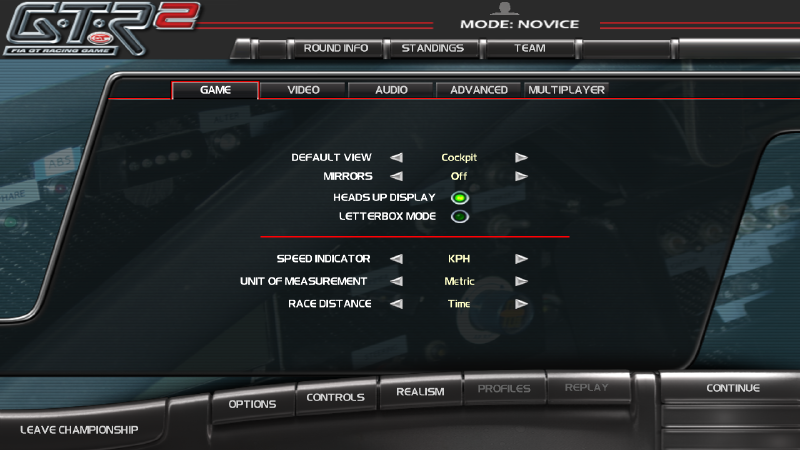 GTR2
FIA GT RACING GAME
MODE: NOVICE
ROUND INFO STANDINGS TEAM
GAME VIDEO AUDIO ADVANCED MULTIPLAYER
ABS
DEFAULT VIEW Cockpit
MIRRORS Off
HEADS UP DISPLAY
LETTERBOX MODE
SPEED INDICATOR KPH
UNIT OF MEASUREMENT Metric
RACE DISTANCE Time
LEAVE CHAMPIONSHIP OPTIONS CONTROLS REALISM PROFILES REPLAY CONTINUE